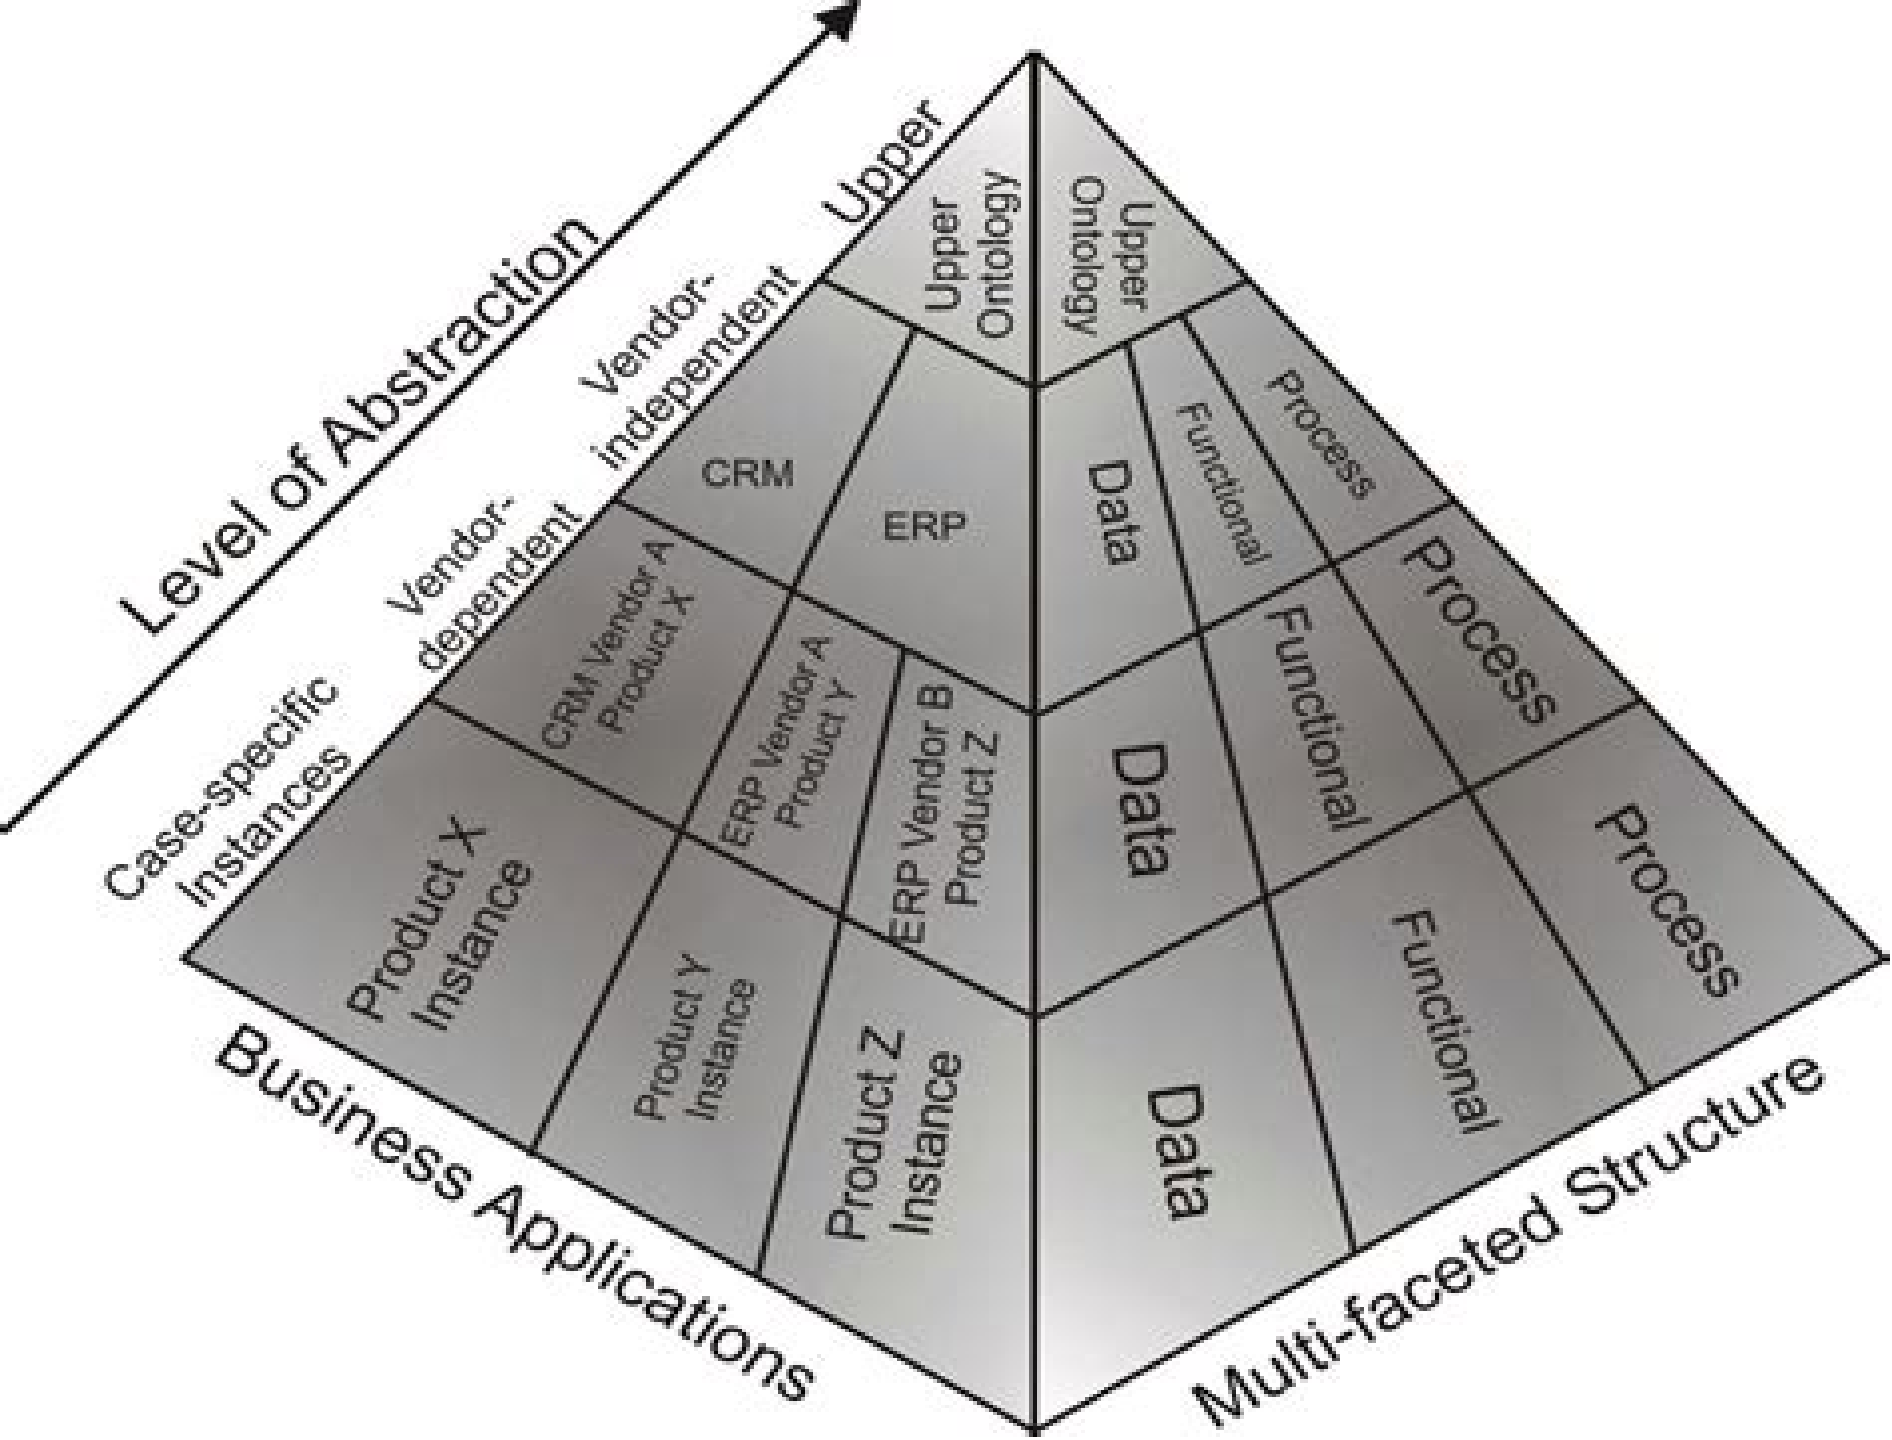 Level of Abstraction
Upper
Vendor-
independent
Vendor-
dependent
Case-specific
Instances
Upper
Ontology
CRM
ERP
CRM Vendor A
Product X
ERP Vendor A
Product Y
ERP Vendor B
Product Z
Product X
Instance
Product Y
Instance
Product Z
Instance
Business Applications
Upper
Ontology
Data
Functional
Process
Data
Functional
Process
Data
Functional
Process
Multi-faceted Structure